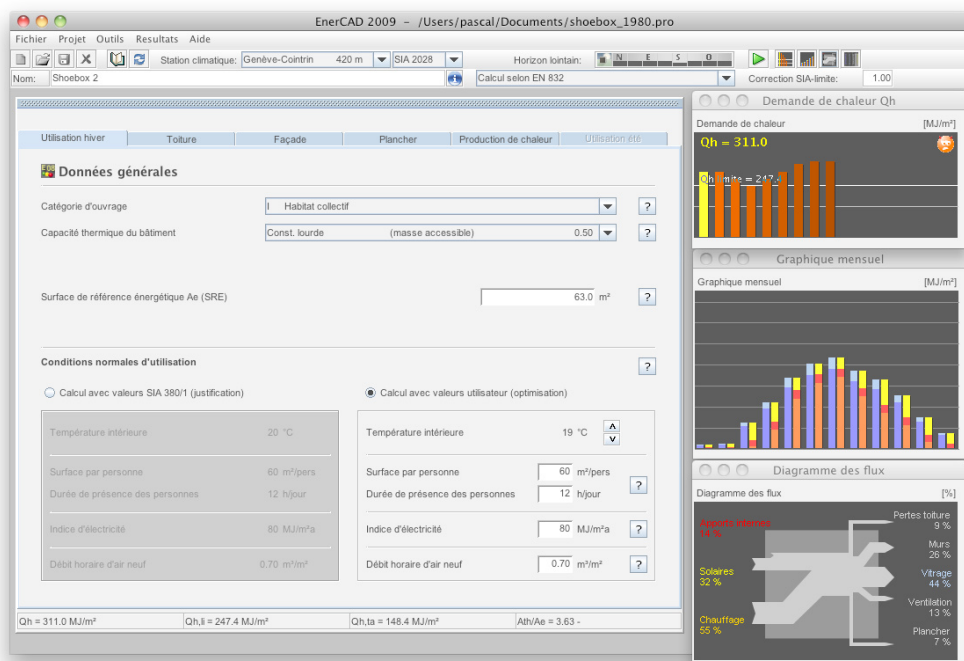 EnerCAD 2009 - /Users/pascal/Documents/shoebox_1980.pro
Fichier Projet Outils Resultats Aide
Station climatique: Genève-Cointrin 420 m SIA 2028 Horizon lointain: N E S O
Nom: Shoebox 2 Calcul selon EN 832 Correction SIA-limite: 1.00
Utilisation hiver Toiture Façade Plancher Production de chaleur Utilisation été
Données générales
Catégorie d'ouvrage I Habitat collectif ?
Capacité thermique du bâtiment Const. lourde (masse accessible) 0.50 ?
Surface de référence énergétique Ae (SRE) 63.0 m² ?
Conditions normales d'utilisation ?
Calcul avec valeurs SIA 380/1 (justification) Calcul avec valeurs utilisateur (optimisation)
Température intérieure 20 °C
Surface par personne 60 m²/pers
Durée de présence des personnes 12 h/jour
Indice d'électricité 80 MJ/m²a
Débit horaire d'air neuf 0.70 m³/m²
Température intérieure 19 °C
Surface par personne 60 m²/pers
Durée de présence des personnes 12 h/jour ?
Indice d'électricité 80 MJ/m²a ?
Débit horaire d'air neuf 0.70 m³/m² ?
Qh = 311.0 MJ/m² Qh,li = 247.4 MJ/m² Qh,ta = 148.4 MJ/m² Ath/Ae = 3.63 -
Demande de chaleur Qh
Demande de chaleur [MJ/m²]
Qh = 311.0
Qh limite = 247.4
Graphique mensuel
Graphique mensuel [MJ/m²]
Diagramme des flux
Diagramme des flux [%]
Apports internes
14 %
Solaires
32 %
Chauffage
55 %
Pertes toiture
9 %
Murs
26 %
Vitrage
44 %
Ventilation
13 %
Plancher
7 %